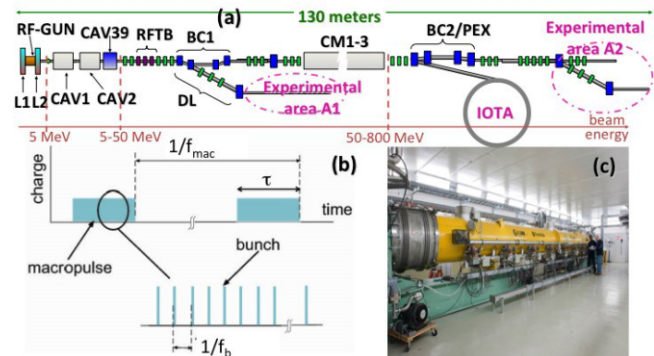 (a)
130 meters
RF-GUN
CAV39
RFTB
BC1
CM1-3
BC2/PEX
Experimental
area A2
L1
L2
CAV1
CAV2
DL
Experimental
area A1
IOTA
5 MeV
5-50 MeV
50-800 MeV
beam
energy
(b)
charge
1/fmac
τ
time
macropulse
bunch
1/fb
(c)